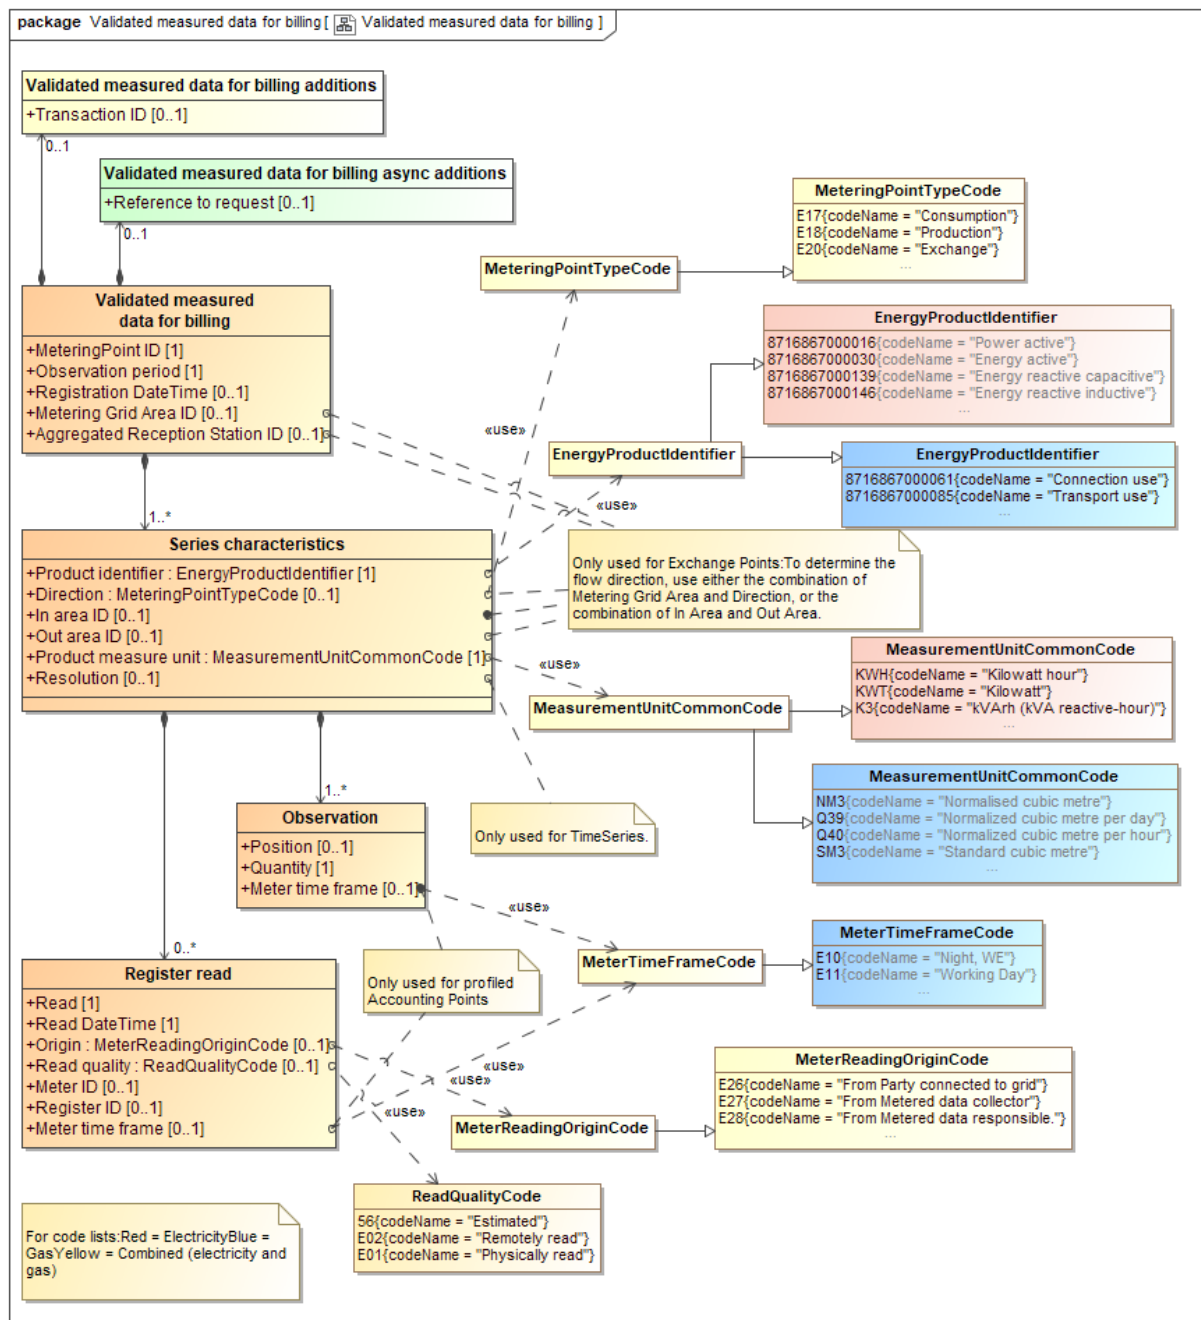 package Validated measured data for billing [ Validated measured data for billing ]
Validated measured data for billing additions
+Transaction ID [0..1]
0..1
Validated measured data for billing async additions
+Reference to request [0..1]
0..1
Validated measured
data for billing
+MeteringPoint ID [1]
+Observation period [1]
+Registration DateTime [0..1]
+Metering Grid Area ID [0..1]
+Aggregated Reception Station ID [0..1]
1..*
Series characteristics
+Product identifier : EnergyProductIdentifier [1]
+Direction : MeteringPointTypeCode [0..1]
+In area ID [0..1]
+Out area ID [0..1]
+Product measure unit : MeasurementUnitCommonCode [1]
+Resolution [0..1]
MeteringPointTypeCode
MeteringPointTypeCode
E17{codeName = "Consumption"}
E18{codeName = "Production"}
E20{codeName = "Exchange"}
...
«use»
EnergyProductIdentifier
EnergyProductIdentifier
8716867000016{codeName = "Power active"}
8716867000030{codeName = "Energy active"}
8716867000139{codeName = "Energy reactive capacitive"}
8716867000146{codeName = "Energy reactive inductive"}
...
EnergyProductIdentifier
8716867000061{codeName = "Connection use"}
8716867000085{codeName = "Transport use"}
...
«use»
Only used for Exchange Points:To determine the
flow direction, use either the combination of
Metering Grid Area and Direction, or the
combination of In Area and Out Area.
«use»
MeasurementUnitCommonCode
MeasurementUnitCommonCode
KWH{codeName = "Kilowatt hour"}
KWT{codeName = "Kilowatt"}
K3{codeName = "kVArh (kVA reactive-hour)"}
...
MeasurementUnitCommonCode
NM3{codeName = "Normalised cubic metre"}
Q39{codeName = "Normalized cubic metre per day"}
Q40{codeName = "Normalized cubic metre per hour"}
SM3{codeName = "Standard cubic metre"}
...
1..*
Observation
+Position [0..1]
+Quantity [1]
+Meter time frame [0..1]
Only used for TimeSeries.
«use»
0..*
Register read
+Read [1]
+Read DateTime [1]
+Origin : MeterReadingOriginCode [0..1]
+Read quality : ReadQualityCode [0..1]
+Meter ID [0..1]
+Register ID [0..1]
+Meter time frame [0..1]
Only used for profiled
Accounting Points
MeterTimeFrameCode
MeterTimeFrameCode
E10{codeName = "Night, WE"}
E11{codeName = "Working Day"}
...
«use»
«use»
«use»
MeterReadingOriginCode
MeterReadingOriginCode
E26{codeName = "From Party connected to grid"}
E27{codeName = "From Metered data collector"}
E28{codeName = "From Metered data responsible."}
...
ReadQualityCode
56{codeName = "Estimated"}
E02{codeName = "Remotely read"}
E01{codeName = "Physically read"}
For code lists:Red = ElectricityBlue =
GasYellow = Combined (electricity and
gas)